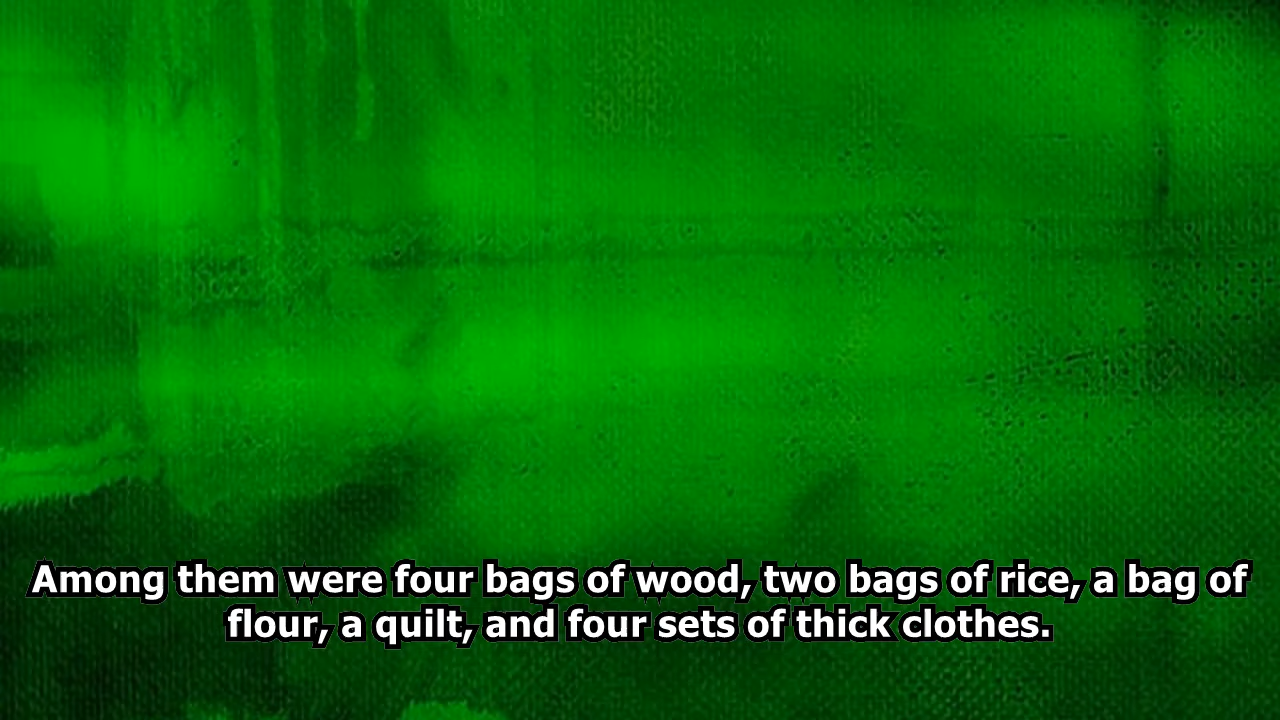 Among them were four bags of wood, two bags of rice, a bag of
flour, a quilt, and four sets of thick clothes.